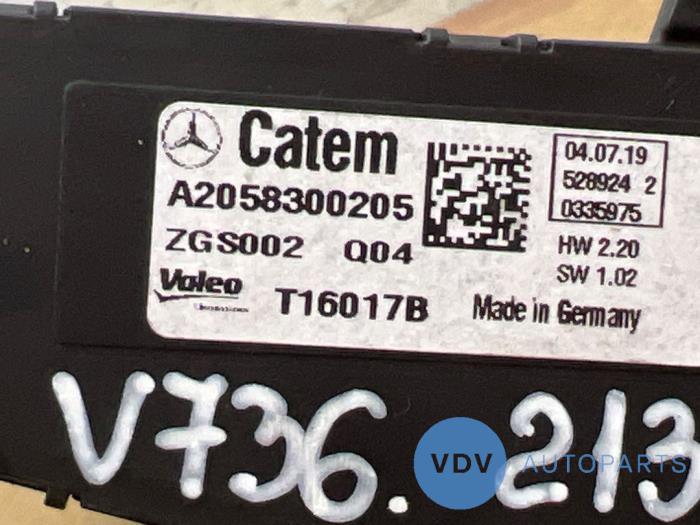 Catem
A2058300205
ZGS002 Q04
Valeo
T16017B
04.07.19
528924 2
0335975
HW 2.20
SW 1.02
Made in Germany
V736. 213
VDV AUTOPARTS